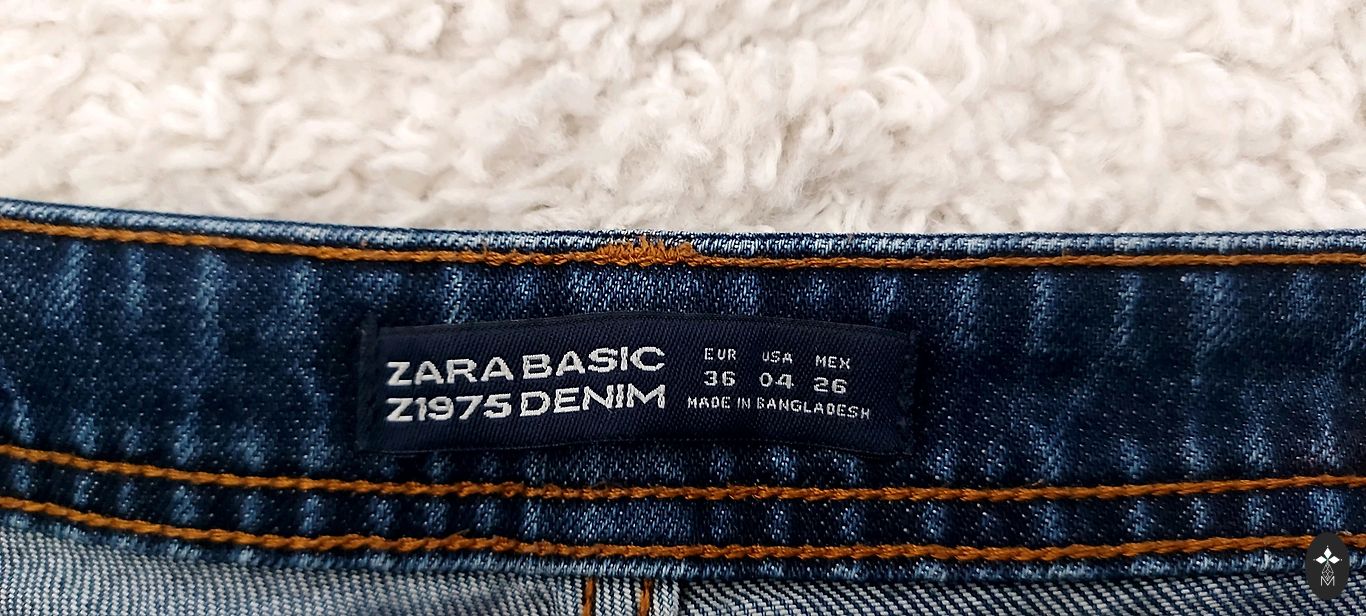 ZARA BASIC
Z1975 DENIM
EUR USA MEX
36 04 26
MADE IN BANGLADESH
M